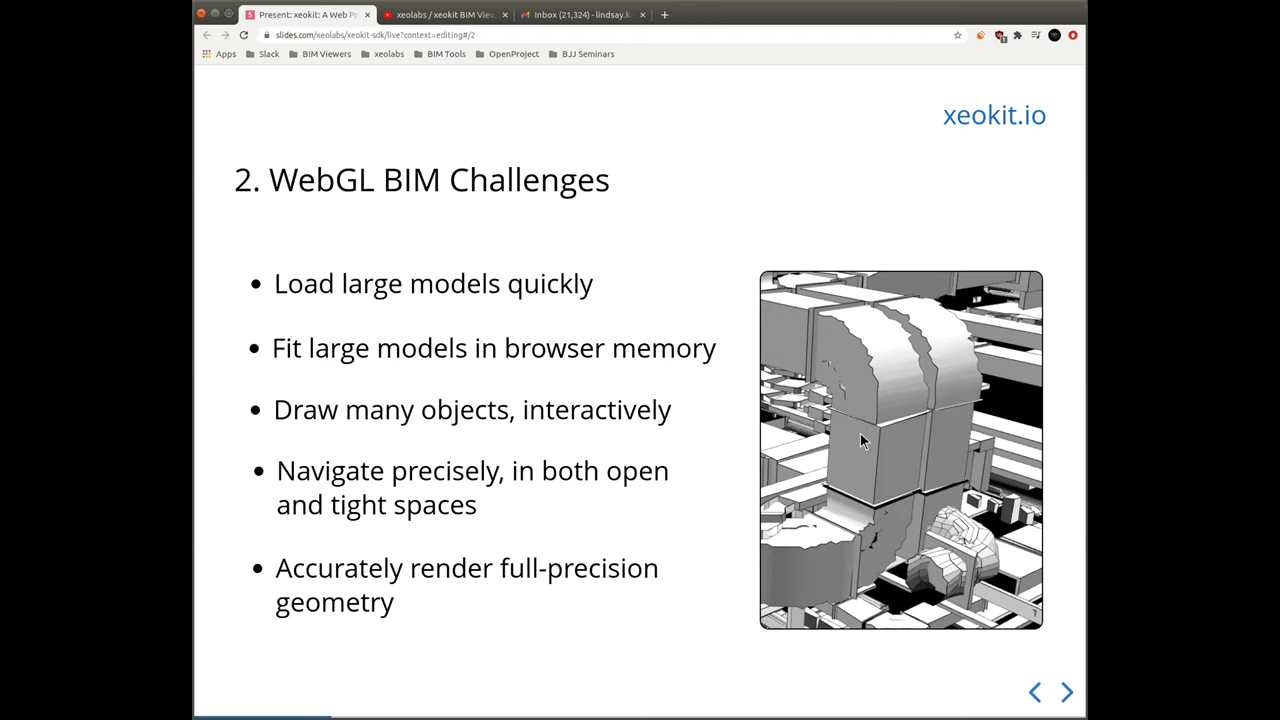 Present: xeokit: A Web Pr
xeolabs / xeokit BIM View
Inbox (21,324) - lindsay.k
slides.com/xeolabs/xeokit-sdk/live?context=editing#/2
Apps
Slack
BIM Viewers
xeolabs
BIM Tools
OpenProject
BJJ Seminars
xeokit.io
2. WebGL BIM Challenges
• Load large models quickly
• Fit large models in browser memory
• Draw many objects, interactively
• Navigate precisely, in both open
and tight spaces
• Accurately render full-precision
geometry